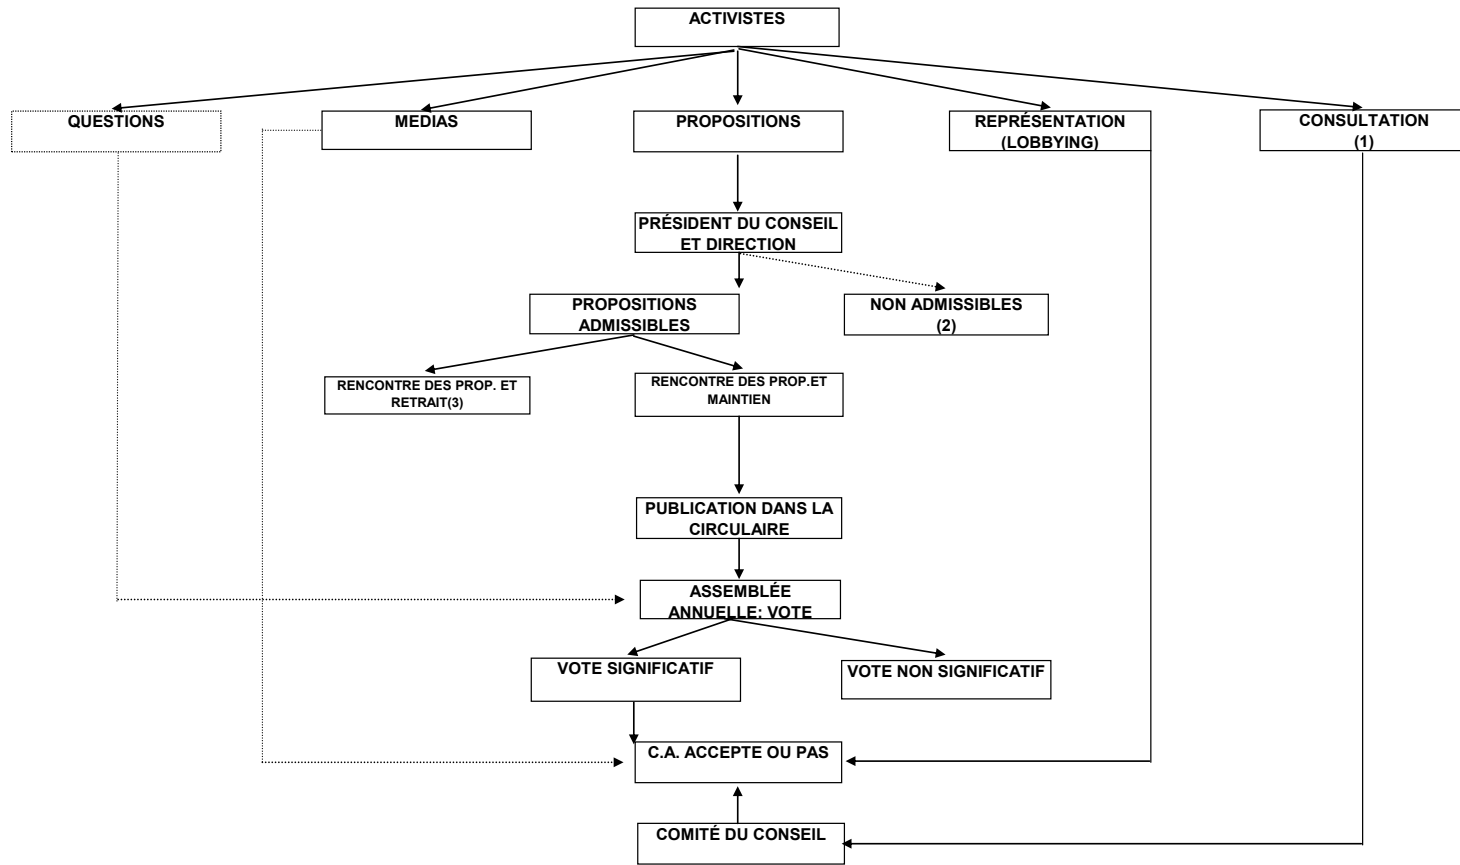 ACTIVISTES
QUESTIONS
MEDIAS
PROPOSITIONS
REPRÉSENTATION
(LOBBYING)
CONSULTATION
(1)
PRÉSIDENT DU CONSEIL
ET DIRECTION
PROPOSITIONS
ADMISSIBLES
NON ADMISSIBLES
(2)
RENCONTRE DES PROP. ET
RETRAIT(3)
RENCONTRE DES PROP.ET
MAINTIEN
PUBLICATION DANS LA
CIRCULAIRE
ASSEMBLÉE
ANNUELLE: VOTE
VOTE SIGNIFICATIF
VOTE NON SIGNIFICATIF
C.A. ACCEPTE OU PAS
COMITÉ DU CONSEIL